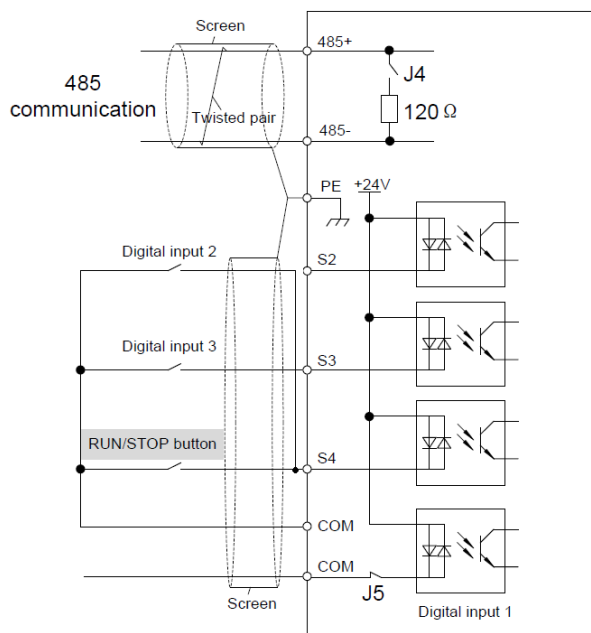 Screen
485+
485
communication
J4
120 Ω
Twisted pair
485-
PE
+24V
Digital input 2
S2
Digital input 3
S3
RUN/STOP button
S4
COM
COM
J5
Screen
Digital input 1